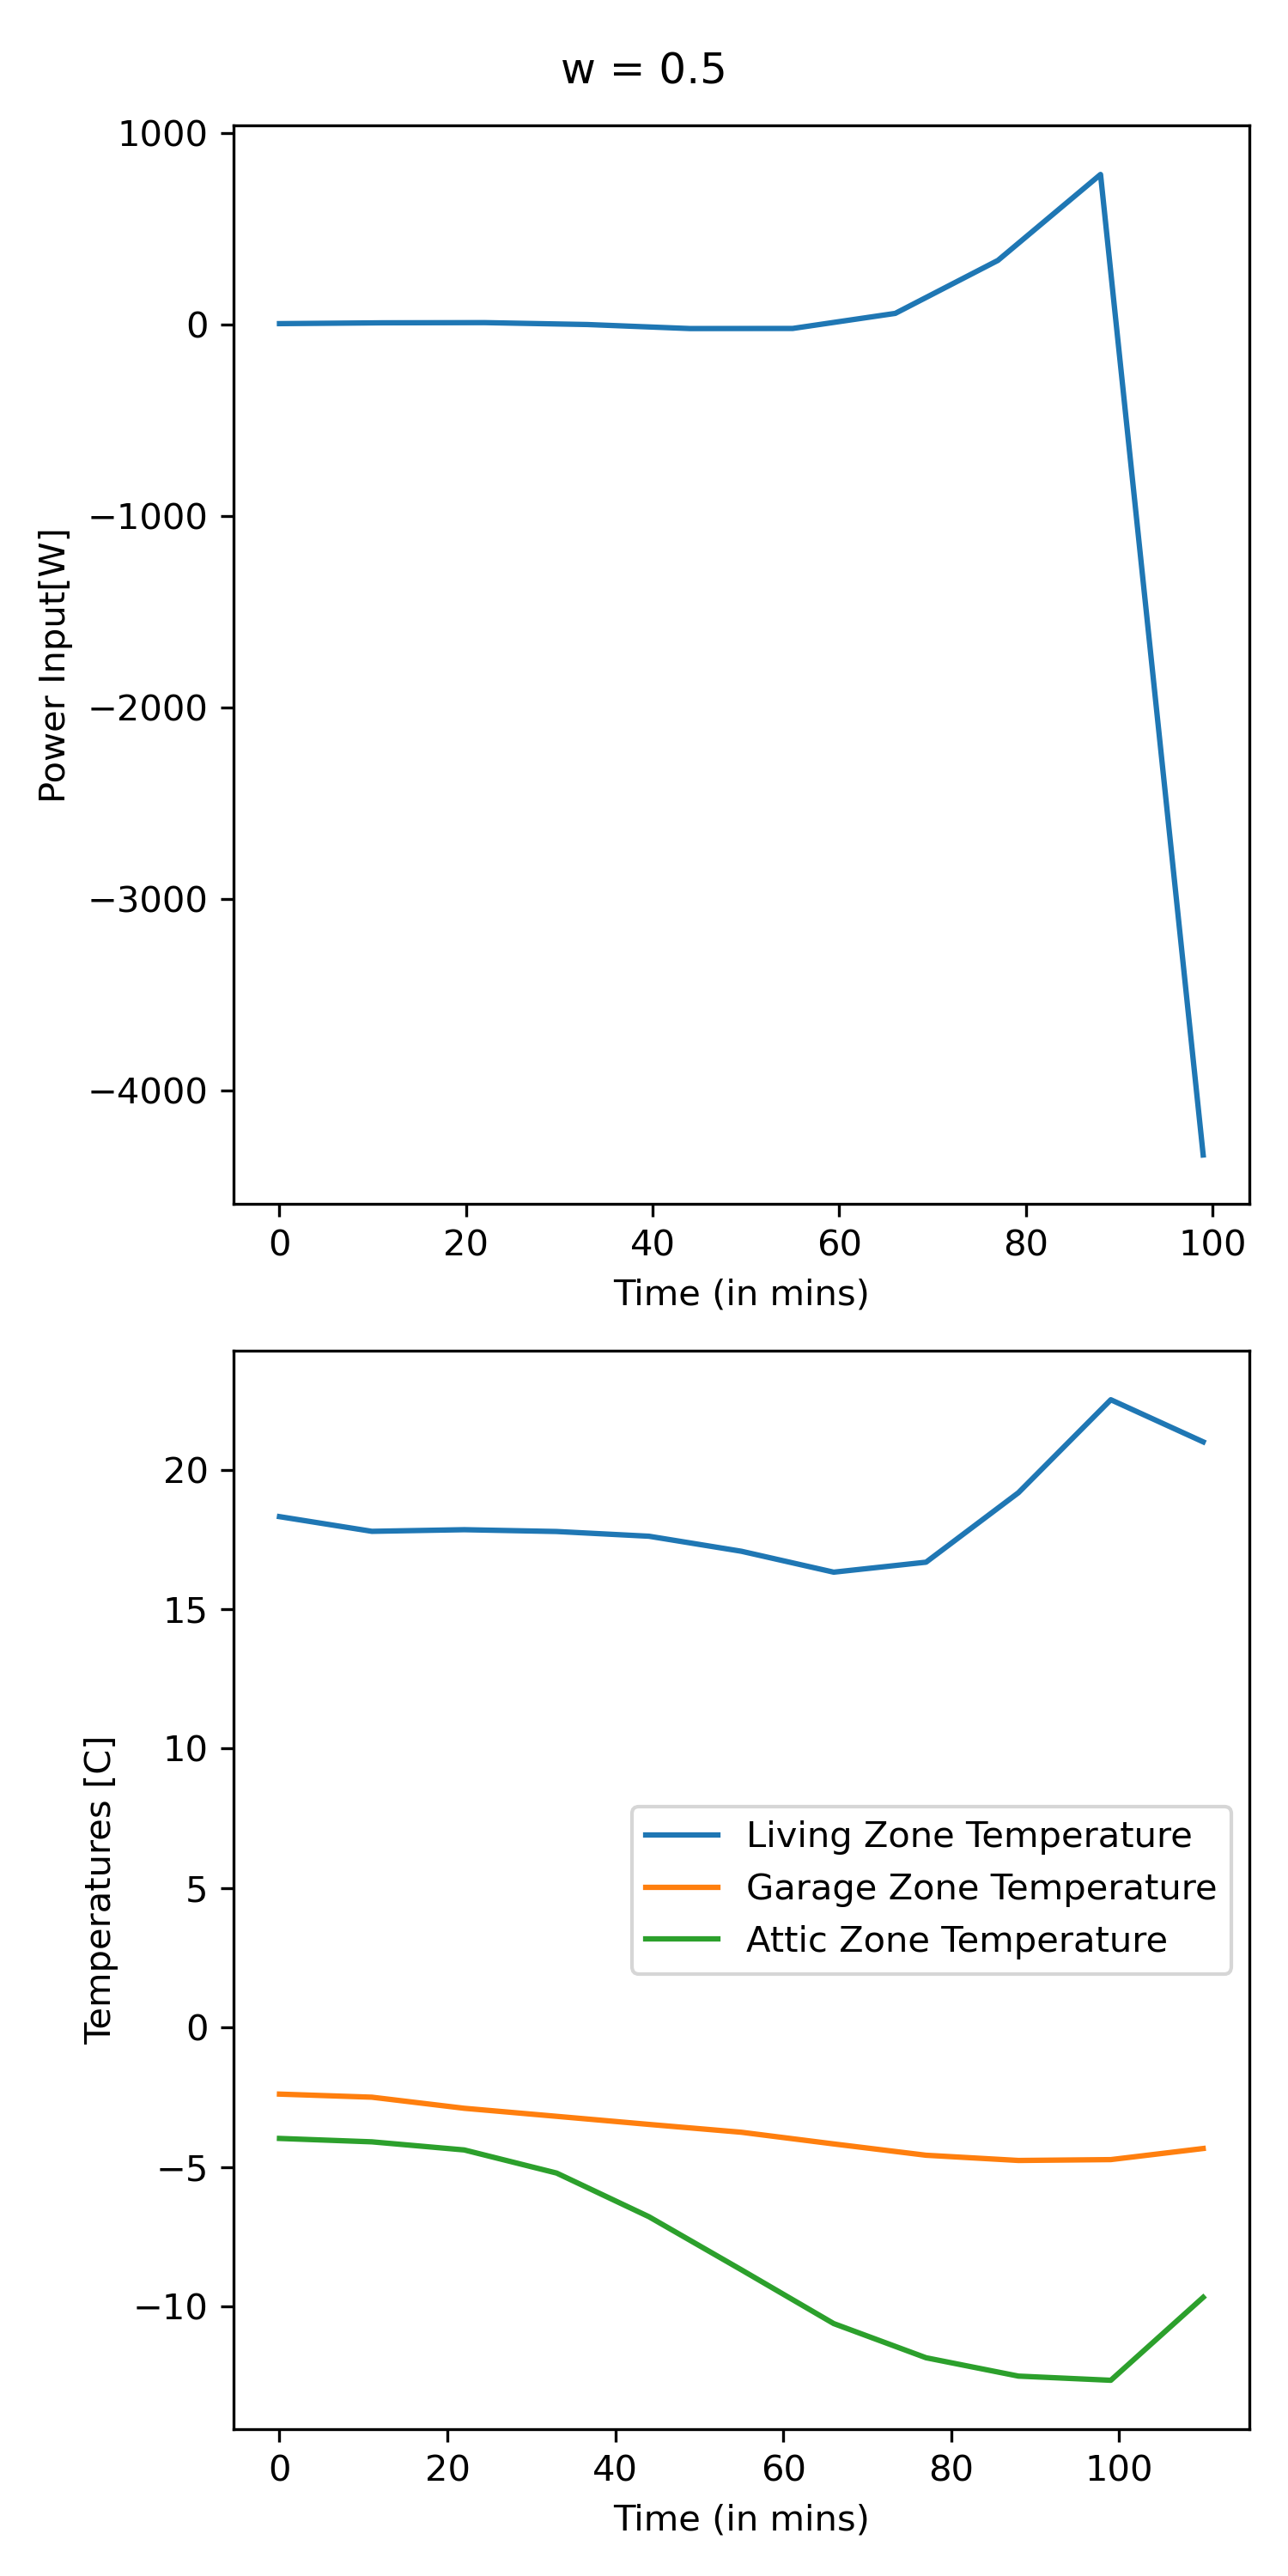 w = 0.5
1000
0
−1000
−2000
−3000
−4000
Power Input[W]
0 20 40 60 80 100
Time (in mins)
20
15
10
5
0
−5
−10
Temperatures [C]
Living Zone Temperature
Garage Zone Temperature
Attic Zone Temperature
0 20 40 60 80 100
Time (in mins)